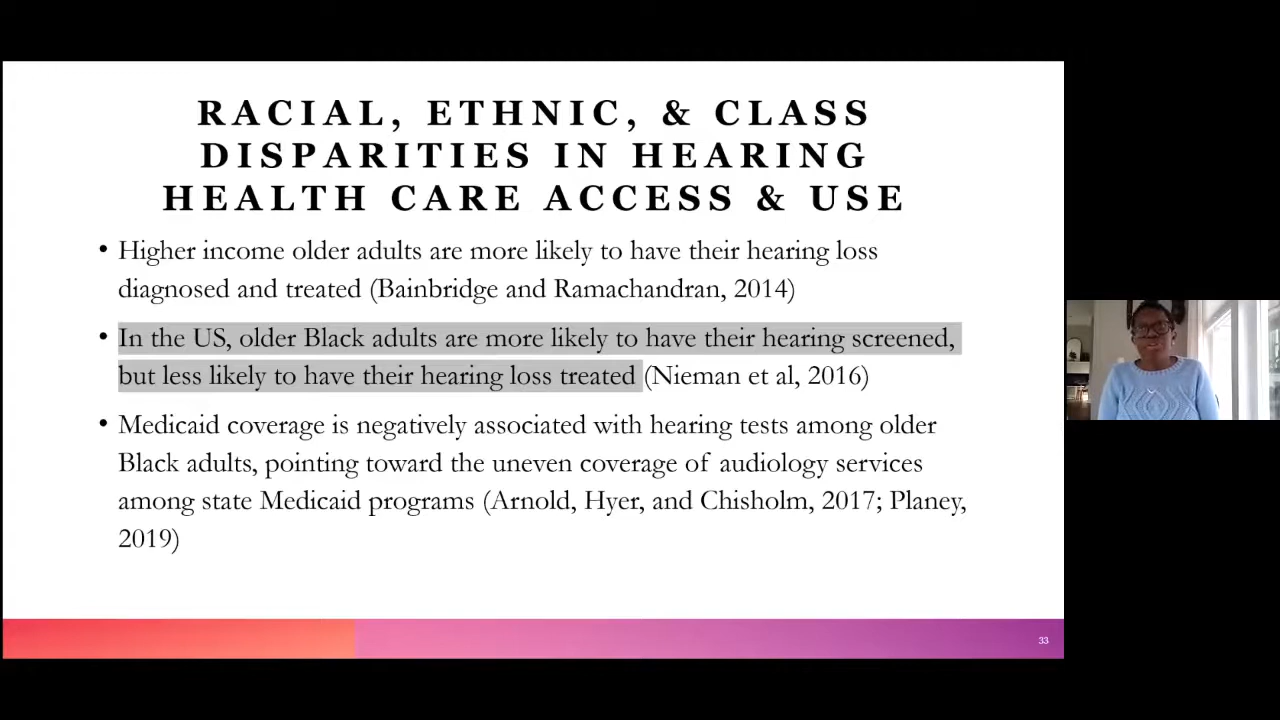 RACIAL, ETHNIC, & CLASS
DISPARITIES IN HEARING
HEALTH CARE ACCESS & USE
• Higher income older adults are more likely to have their hearing loss
diagnosed and treated (Bainbridge and Ramachandran, 2014)
• In the US, older Black adults are more likely to have their hearing screened,
but less likely to have their hearing loss treated (Nieman et al, 2016)
• Medicaid coverage is negatively associated with hearing tests among older
Black adults, pointing toward the uneven coverage of audiology services
among state Medicaid programs (Arnold, Hyer, and Chisholm, 2017; Planey,
2019)
33